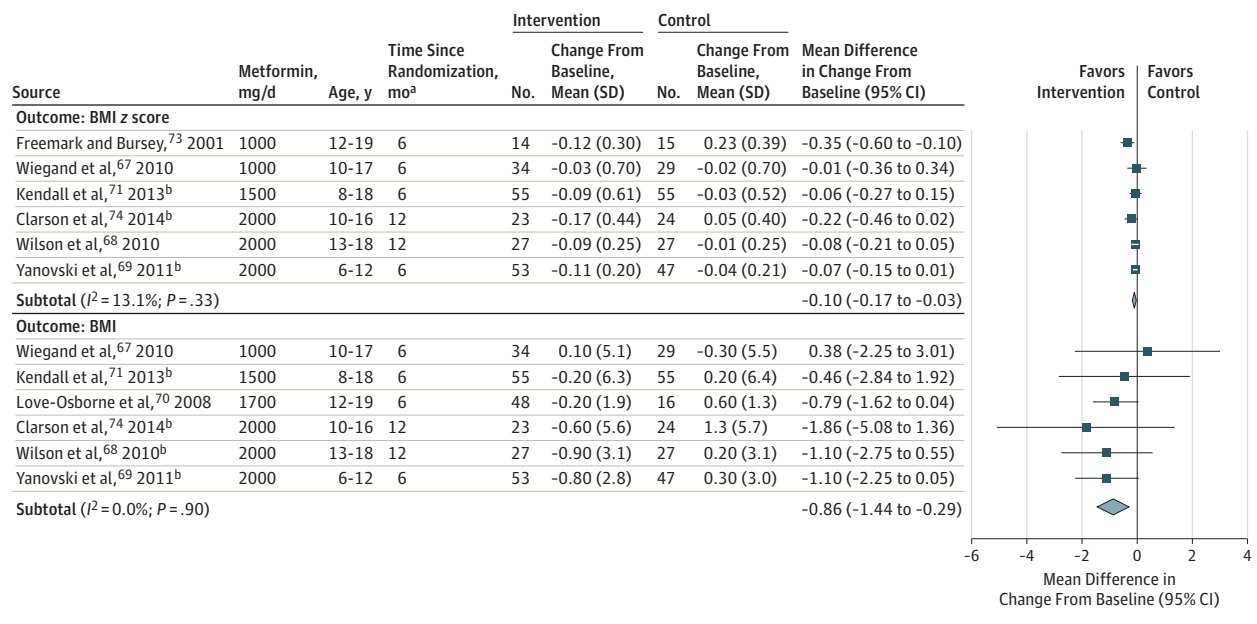 Intervention Control
Time Since Change From Change From Mean Difference
Metformin, Randomization, Baseline, Baseline, in Change From Favors Favors
Source mg/d Age, y moᵃ No. Mean (SD) No. Mean (SD) Baseline (95% CI) Intervention Control
Outcome: BMI z score
Freemark and Bursey,⁷³ 2001 1000 12-19 6 14 -0.12 (0.30) 15 0.23 (0.39) -0.35 (-0.60 to -0.10)
Wiegand et al,⁶⁷ 2010 1000 10-17 6 34 -0.03 (0.70) 29 -0.02 (0.70) -0.01 (-0.36 to 0.34)
Kendall et al,⁷¹ 2013ᵇ 1500 8-18 6 55 -0.09 (0.61) 55 -0.03 (0.52) -0.06 (-0.27 to 0.15)
Clarson et al,⁷⁴ 2014ᵇ 2000 10-16 12 23 -0.17 (0.44) 24 0.05 (0.40) -0.22 (-0.46 to 0.02)
Wilson et al,⁶⁸ 2010 2000 13-18 12 27 -0.09 (0.25) 27 -0.01 (0.25) -0.08 (-0.21 to 0.05)
Yanovski et al,⁶⁹ 2011ᵇ 2000 6-12 6 53 -0.11 (0.20) 47 -0.04 (0.21) -0.07 (-0.15 to 0.01)
Subtotal (I² = 13.1%; P = .33) -0.10 (-0.17 to -0.03)
Outcome: BMI
Wiegand et al,⁶⁷ 2010 1000 10-17 6 34 0.10 (5.1) 29 -0.30 (5.5) 0.38 (-2.25 to 3.01)
Kendall et al,⁷¹ 2013ᵇ 1500 8-18 6 55 -0.20 (6.3) 55 0.20 (6.4) -0.46 (-2.84 to 1.92)
Love-Osborne et al,⁷⁰ 2008 1700 12-19 6 48 -0.20 (1.9) 16 0.60 (1.3) -0.79 (-1.62 to 0.04)
Clarson et al,⁷⁴ 2014ᵇ 2000 10-16 12 23 -0.60 (5.6) 24 1.3 (5.7) -1.86 (-5.08 to 1.36)
Wilson et al,⁶⁸ 2010ᵇ 2000 13-18 12 27 -0.90 (3.1) 27 0.20 (3.1) -1.10 (-2.75 to 0.55)
Yanovski et al,⁶⁹ 2011ᵇ 2000 6-12 6 53 -0.80 (2.8) 47 0.30 (3.0) -1.10 (-2.25 to 0.05)
Subtotal (I² = 0.0%; P = .90) -0.86 (-1.44 to -0.29)
-6 -4 -2 0 2 4
Mean Difference in
Change From Baseline (95% CI)